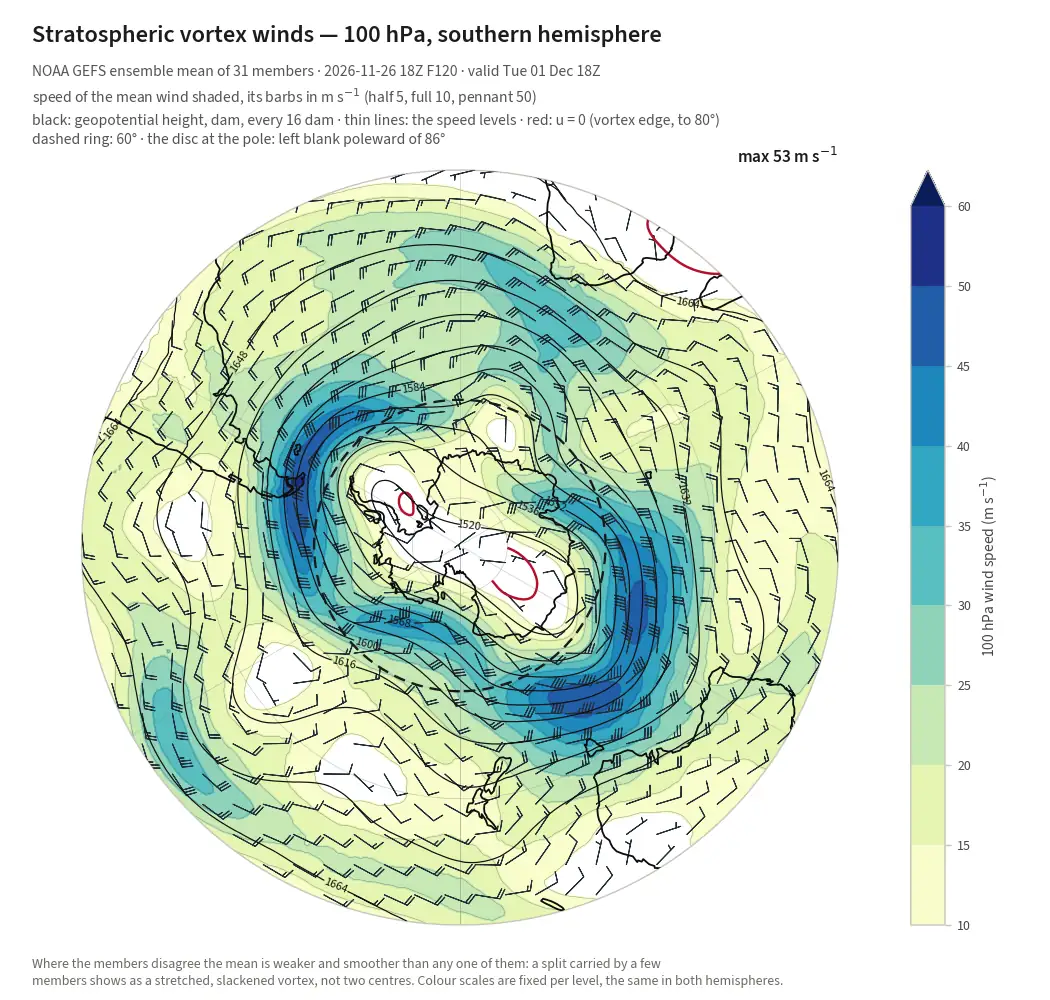 Stratospheric vortex winds — 100 hPa, southern hemisphere
NOAA GEFS ensemble mean of 31 members · 2026-11-26 18Z F120 · valid Tue 01 Dec 18Z
speed of the mean wind shaded, its barbs in m s⁻¹ (half 5, full 10, pennant 50)
black: geopotential height, dam, every 16 dam · thin lines: the speed levels · red: u = 0 (vortex edge, to 80°)
dashed ring: 60° · the disc at the pole: left blank poleward of 86°
max 53 m s⁻¹
60
50
45
40
35
30
25
20
15
10
100 hPa wind speed (m s⁻¹)
1664
1648
1584
1664
1632
1536
1520
1568
1600
1616
1664
Where the members disagree the mean is weaker and smoother than any one of them: a split carried by a few
members shows as a stretched, slackened vortex, not two centres. Colour scales are fixed per level, the same in both hemispheres.